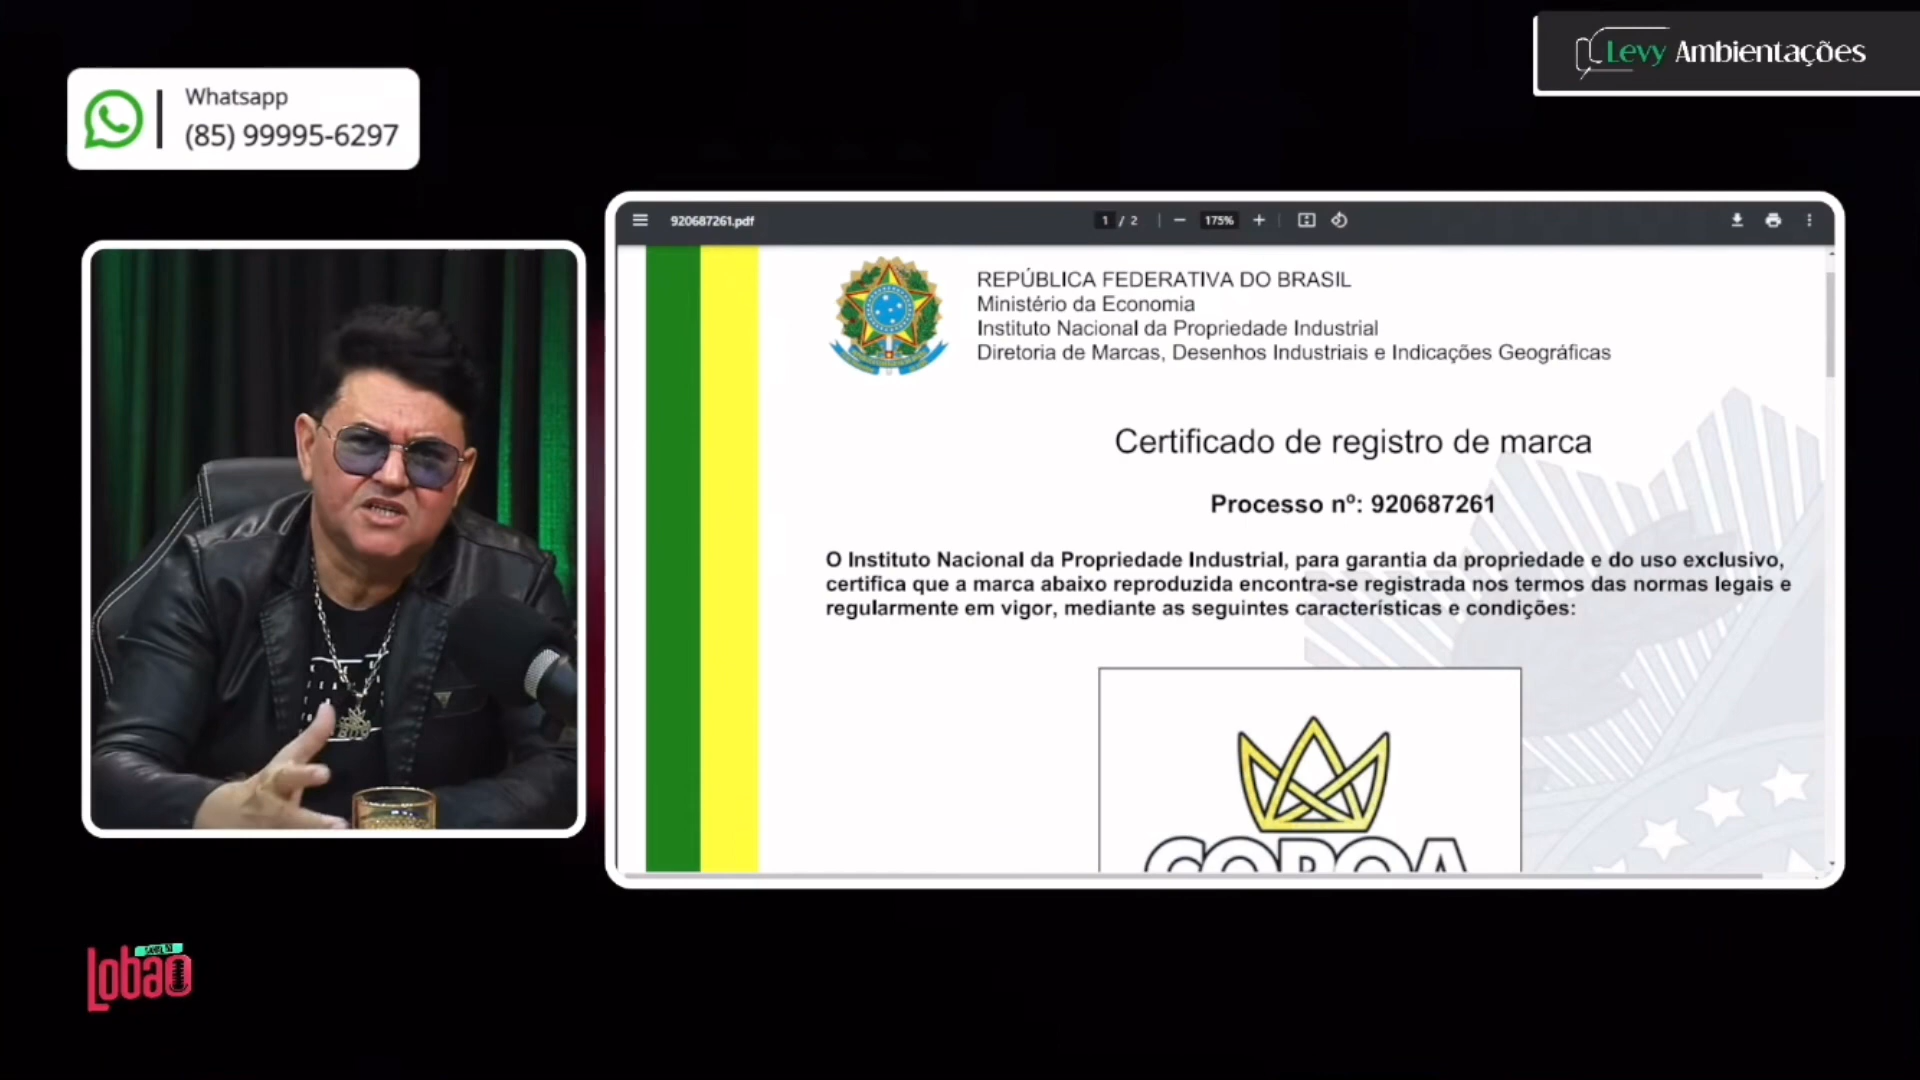 Levy Ambientações
Whatsapp
(85) 99995-6297
920687261.pdf
1 / 2
175%
REPÚBLICA FEDERATIVA DO BRASIL
Ministério da Economia
Instituto Nacional da Propriedade Industrial
Diretoria de Marcas, Desenhos Industriais e Indicações Geográficas
Certificado de registro de marca
Processo nº: 920687261
O Instituto Nacional da Propriedade Industrial, para garantia da propriedade e do uso exclusivo,
certifica que a marca abaixo reproduzida encontra-se registrada nos termos das normas legais e
regularmente em vigor, mediante as seguintes características e condições:
COROA
Lobão